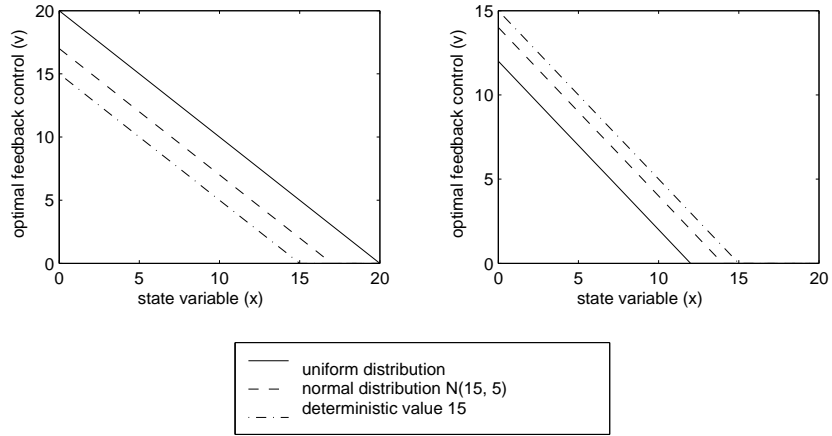 20
15
10
5
0
optimal feedback control (v)
0 5 10 15 20
state variable (x)
15
10
5
0
optimal feedback control (v)
0 5 10 15 20
state variable (x)
uniform distribution
normal distribution N(15, 5)
deterministic value 15